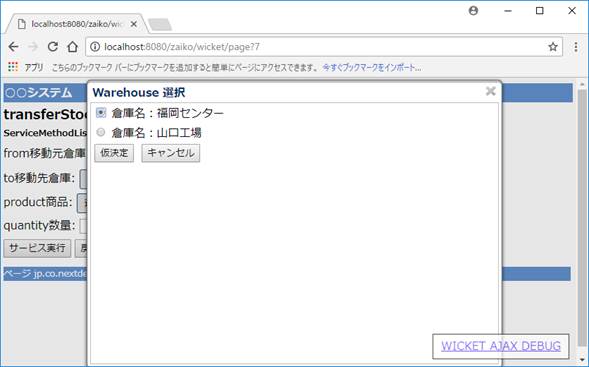 localhost:8080/zaiko/wicket/
localhost:8080/zaiko/wicket/page?7
アプリ こちらのブックマーク バーにブックマークを追加すると簡単にページにアクセスできます。 今すぐブックマークをインポート...
〇〇システム
Warehouse 選択
transferSto
倉庫名：福岡センター
ServiceMethodLis
倉庫名：山口工場
from移動元倉庫
仮決定 キャンセル
to移動先倉庫:
product商品:
quantity数量:
サービス実行
ページ jp.co.nextde
WICKET AJAX DEBUG